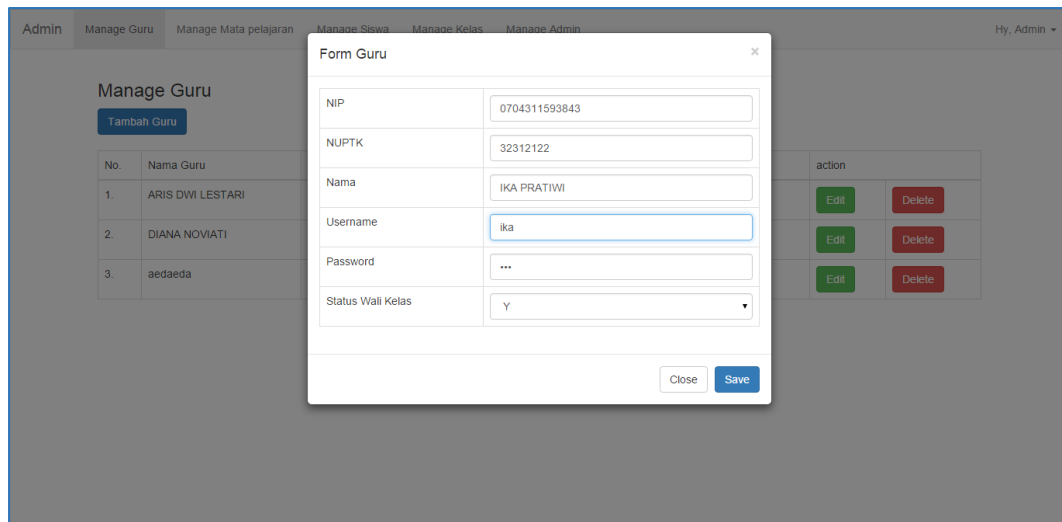 Admin Manage Guru Manage Mata pelajaran Manage Siswa Manage Kelas Manage Admin Hy, Admin
Form Guru ×
Manage Guru
Tambah Guru
NIP 0704311593843
NUPTK 32312122
Nama IKA PRATIWI
Username ika
Password •••
Status Wali Kelas Y
Close Save
No. Nama Guru action
1. ARIS DWI LESTARI Edit Delete
2. DIANA NOVIATI Edit Delete
3. aedaeda Edit Delete